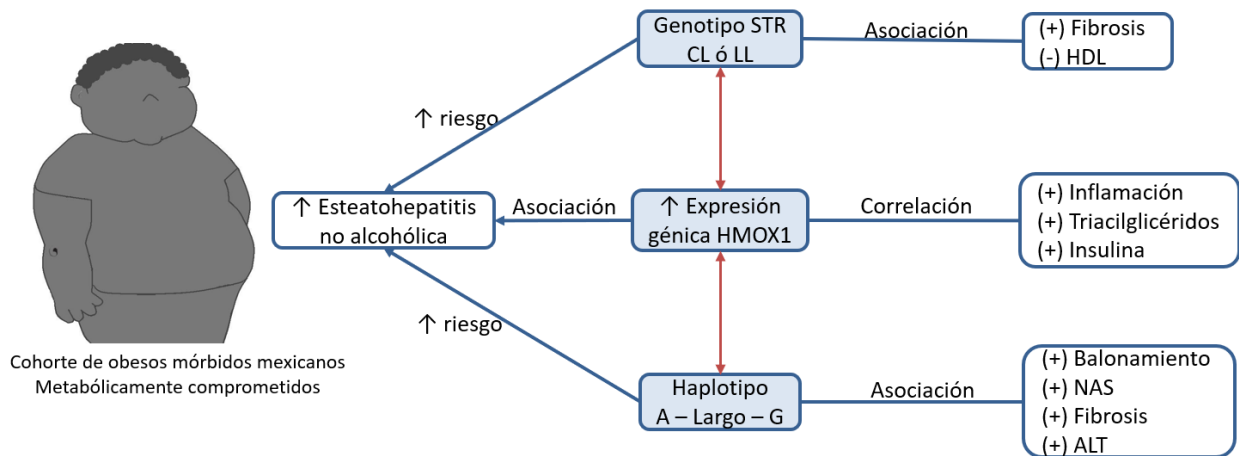 Genotipo STR
CL ó LL
Asociación
(+) Fibrosis
(-) HDL
↑ riesgo
↑ Esteatohepatitis
no alcohólica
Asociación
↑ Expresión
génica HMOX1
Correlación
(+) Inflamación
(+) Triacilglicéridos
(+) Insulina
↑ riesgo
Cohorte de obesos mórbidos mexicanos
Metabólicamente comprometidos
Haplotipo
A – Largo – G
Asociación
(+) Balonamiento
(+) NAS
(+) Fibrosis
(+) ALT